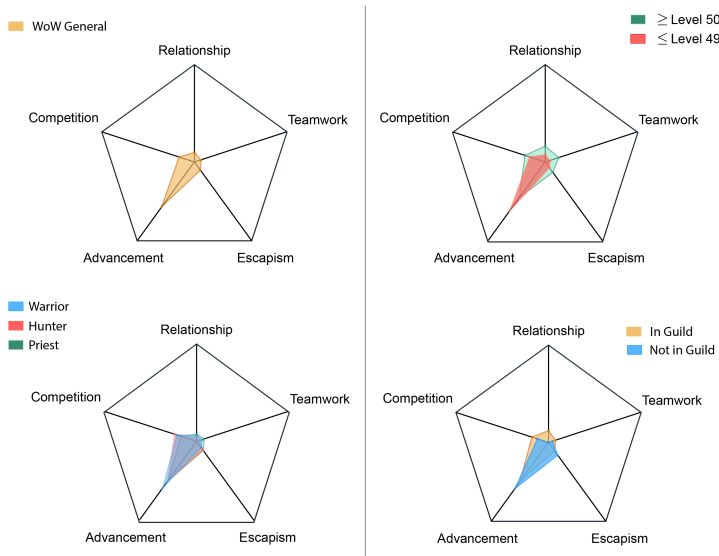 WoW General
Relationship
Competition
Teamwork
Advancement
Escapism
≥ Level 50
≤ Level 49
Relationship
Competition
Teamwork
Advancement
Escapism
Warrior
Hunter
Priest
Relationship
Competition
Teamwork
Advancement
Escapism
In Guild
Not in Guild
Relationship
Competition
Teamwork
Advancement
Escapism